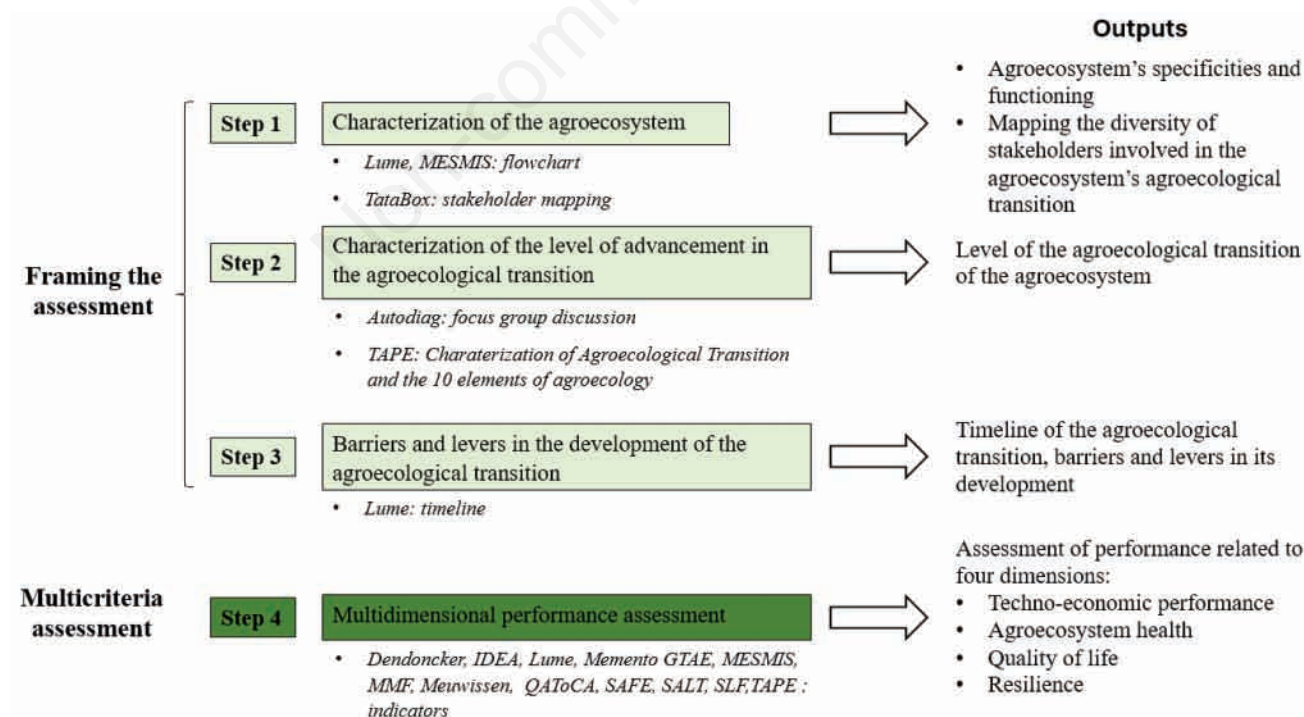 Outputs
Framing the
assessment
Step 1
Characterization of the agroecosystem
• Lume, MESMIS: flowchart
• TataBox: stakeholder mapping
• Agroecosystem's specificities and
functioning
• Mapping the diversity of
stakeholders involved in the
agroecosystem's agroecological
transition
Step 2
Characterization of the level of advancement in
the agroecological transition
• Autodiag: focus group discussion
• TAPE: Charaterization of Agroecological Transition
and the 10 elements of agroecology
Level of the agroecological transition
of the agroecosystem
Step 3
Barriers and levers in the development of the
agroecological transition
• Lume: timeline
Timeline of the agroecological
transition, barriers and levers in its
development
Multicriteria
assessment
Step 4
Multidimensional performance assessment
• Dendoncker, IDEA, Lume, Memento GTAE, MESMIS,
MMF, Meuwissen, QAToCA, SAFE, SALT, SLF,TAPE :
indicators
Assessment of performance related to
four dimensions:
• Techno-economic performance
• Agroecosystem health
• Quality of life
• Resilience